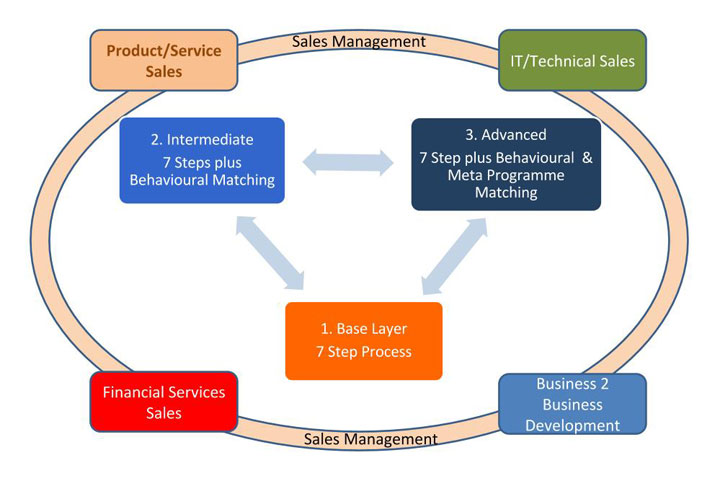 Sales Management
Product/Service
Sales
IT/Technical Sales
2. Intermediate
7 Steps plus
Behavioural Matching
3. Advanced
7 Step plus Behavioural &
Meta Programme
Matching
1. Base Layer
7 Step Process
Financial Services
Sales
Business 2
Business
Development
Sales Management